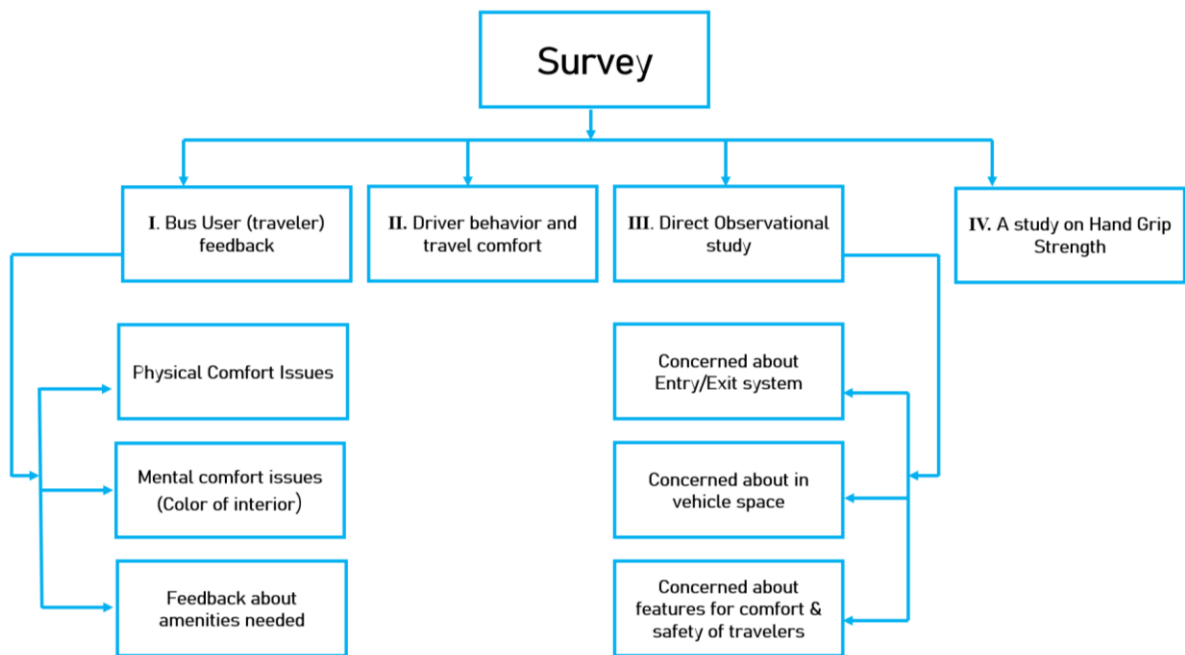 Survey
I. Bus User (traveler)
feedback
II. Driver behavior and
travel comfort
III. Direct Observational
study
IV. A study on Hand Grip
Strength
Physical Comfort Issues
Mental comfort issues
(Color of interior)
Feedback about
amenities needed
Concerned about
Entry/Exit system
Concerned about in
vehicle space
Concerned about
features for comfort &
safety of travelers